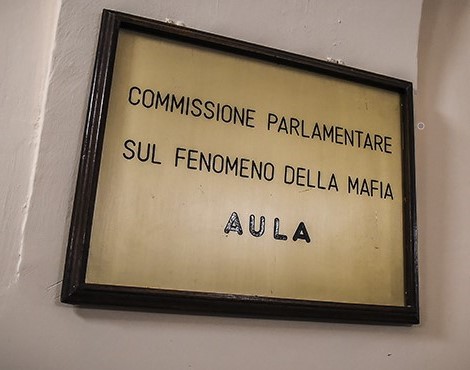 COMMISSIONE PARLAMENTARE
SUL FENOMENO DELLA MAFIA
AULA